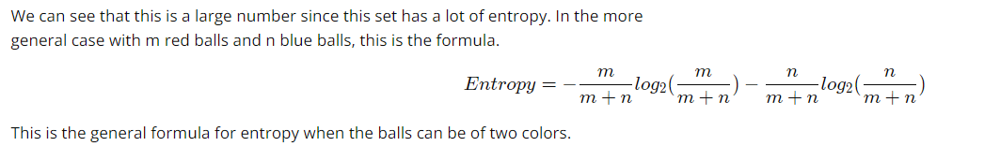 We can see that this is a large number since this set has a lot of entropy. In the more
general case with m red balls and n blue balls, this is the formula.
Entropy = −\frac{m}{m+n}log_2(\frac{m}{m+n}) − \frac{n}{m+n}log_2(\frac{n}{m+n})
This is the general formula for entropy when the balls can be of two colors.